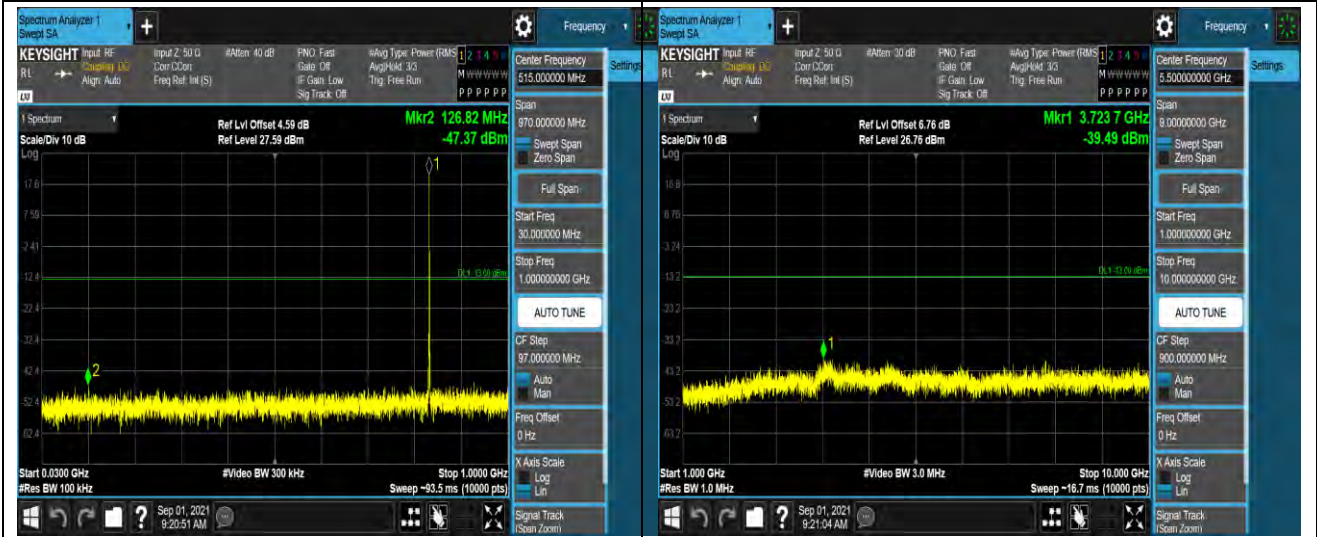 Spectrum Analyzer 1
Swept SA
Frequency
KEYSIGHT
RL
LXI
Input: RF
Coupling: DC
Align: Auto
Input Z: 50 Ω
Corr CCorr
Freq Ref: Int (S)
#Atten: 40 dB
PNO: Fast
Gate: Off
IF Gain: Low
Sig Track: Off
#Avg Type: Power (RMS
Avg|Hold: 3/3
Trig: Free Run
1 2 3 4 5 6
M W W W W W
P P P P P P
Center Frequency
515.000000 MHz
Settings
1 Spectrum
Scale/Div 10 dB
Log
Ref Lvl Offset 4.59 dB
Ref Level 27.59 dBm
Mkr2 126.82 MHz
-47.37 dBm
Span
970.000000 MHz
Swept Span
Zero Span
Full Span
Start Freq
30.000000 MHz
Stop Freq
1.000000000 GHz
AUTO TUNE
CF Step
97.000000 MHz
Auto
Man
Freq Offset
0 Hz
X Axis Scale
Log
Lin
Signal Track
(Span Zoom)
1
17.6
7.59
-2.41
-12.4
DL1 -13.00 dBm
-22.4
-32.4
-42.4
2
-52.4
-62.4
Start 0.0300 GHz
#Res BW 100 kHz
#Video BW 300 kHz
Stop 1.0000 GHz
Sweep ~93.5 ms (10000 pts)
Sep 01, 2021
9:20:51 AM
Spectrum Analyzer 1
Swept SA
Frequency
KEYSIGHT
RL
LXI
Input: RF
Coupling: DC
Align: Auto
Input Z: 50 Ω
Corr CCorr
Freq Ref: Int (S)
#Atten: 30 dB
PNO: Fast
Gate: Off
IF Gain: Low
Sig Track: Off
#Avg Type: Power (RMS
Avg|Hold: 3/3
Trig: Free Run
1 2 3 4 5 6
M W W W W W
P P P P P P
Center Frequency
5.500000000 GHz
Settings
1 Spectrum
Scale/Div 10 dB
Log
Ref Lvl Offset 6.76 dB
Ref Level 26.76 dBm
Mkr1 3.723 7 GHz
-39.49 dBm
Span
9.00000000 GHz
Swept Span
Zero Span
Full Span
Start Freq
1.000000000 GHz
Stop Freq
10.000000000 GHz
AUTO TUNE
CF Step
900.000000 MHz
Auto
Man
Freq Offset
0 Hz
X Axis Scale
Log
Lin
Signal Track
(Span Zoom)
16.8
6.76
-3.24
-13.2
DL1 -13.00 dBm
-23.2
-33.2
1
-43.2
-53.2
-63.2
Start 1.000 GHz
#Res BW 1.0 MHz
#Video BW 3.0 MHz
Stop 10.000 GHz
Sweep ~16.7 ms (10000 pts)
Sep 01, 2021
9:21:04 AM